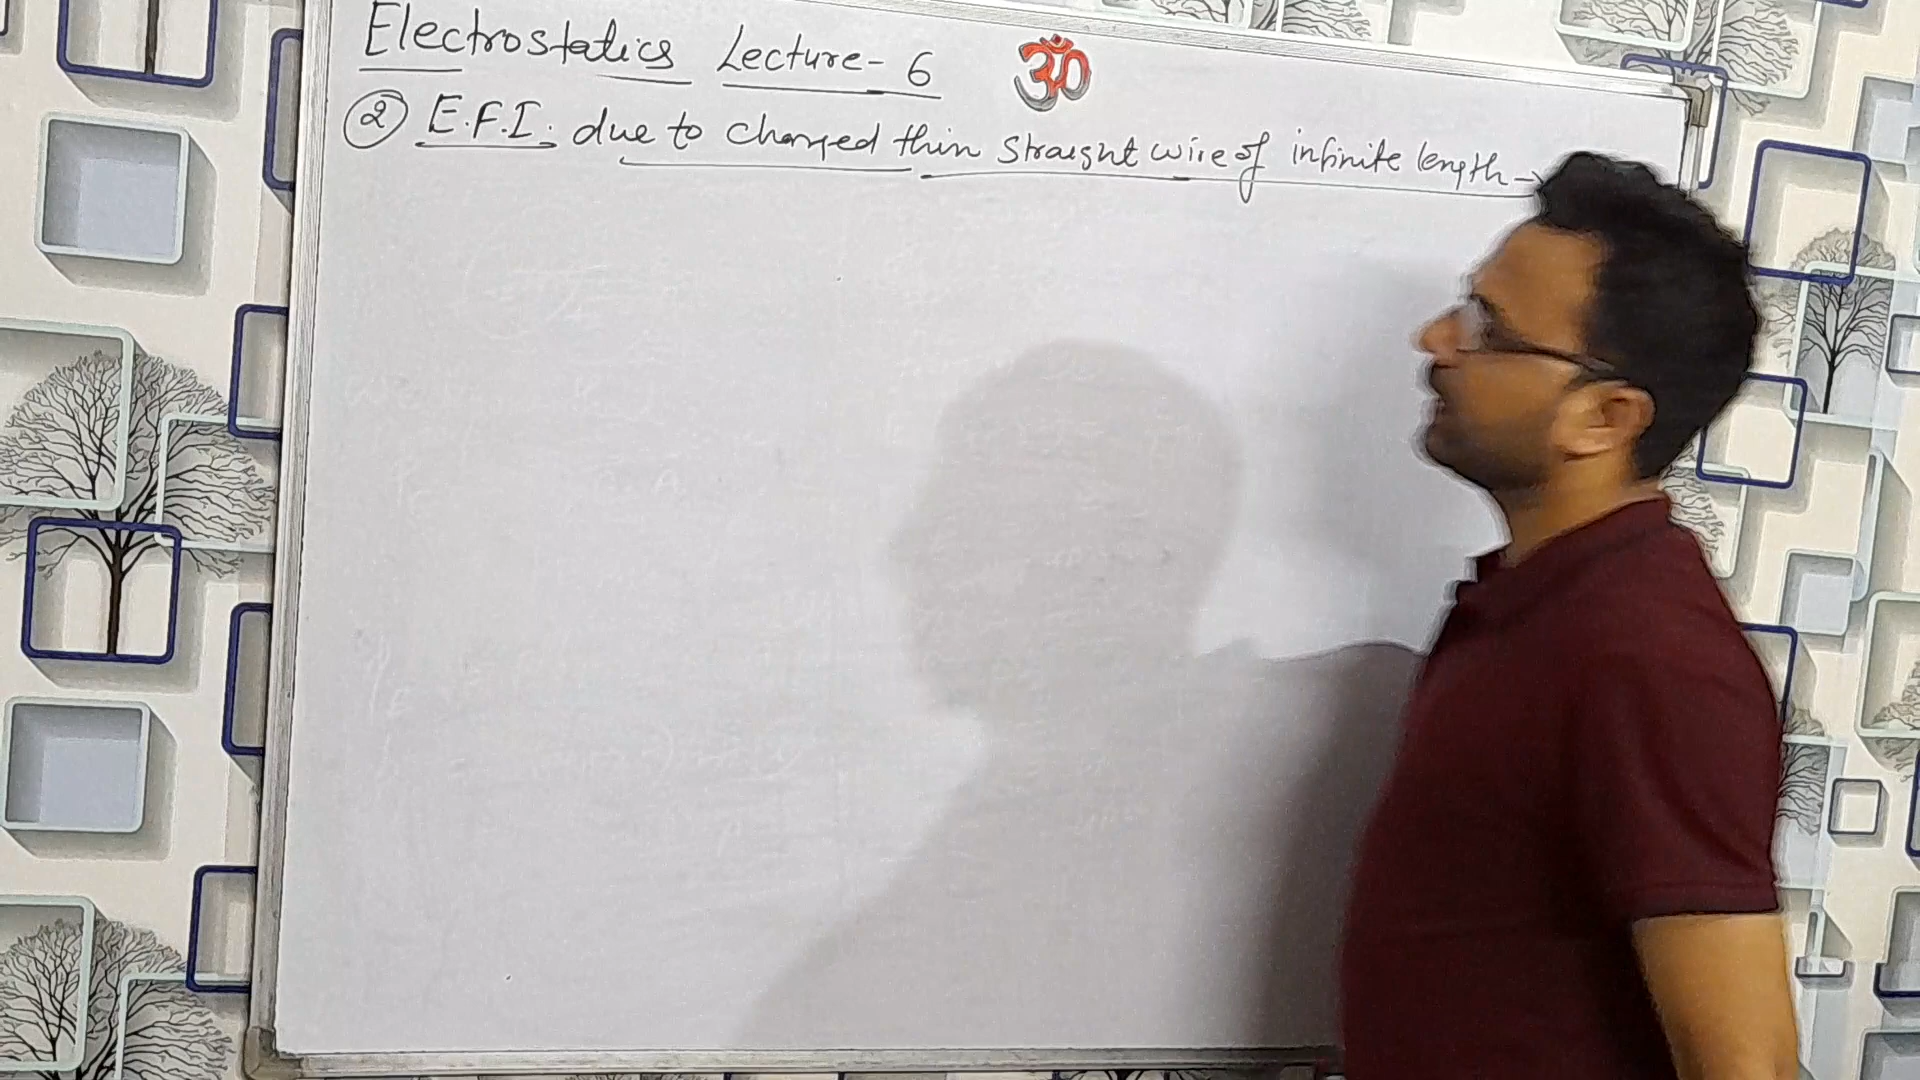 Electrostatics Lecture-6 ॐ
② E.F.I. due to charged thin straight wire of infinite length→